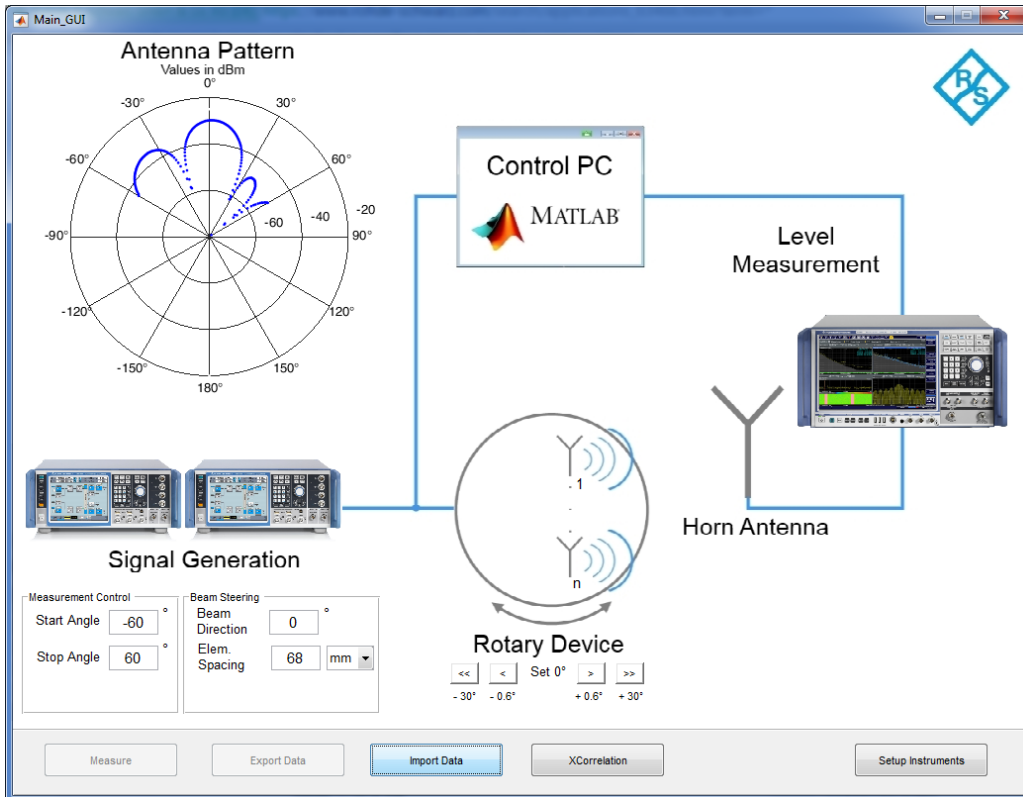 Main_GUI
Antenna Pattern
Values in dBm
0°
-30°
30°
-60°
60°
-90°
90°
-60
-40
-20
-120°
120°
-150°
150°
180°
R&S
Control PC
MATLAB®
Level
Measurement
Signal Generation
. 1
.
.
n
Horn Antenna
Rotary Device
<<
<
Set 0°
>
>>
- 30°
- 0.6°
+ 0.6°
+ 30°
Measurement Control
Start Angle -60 °
Stop Angle 60 °
Beam Steering
Beam
Direction 0 °
Elem.
Spacing 68 mm
Measure
Export Data
Import Data
XCorrelation
Setup Instruments